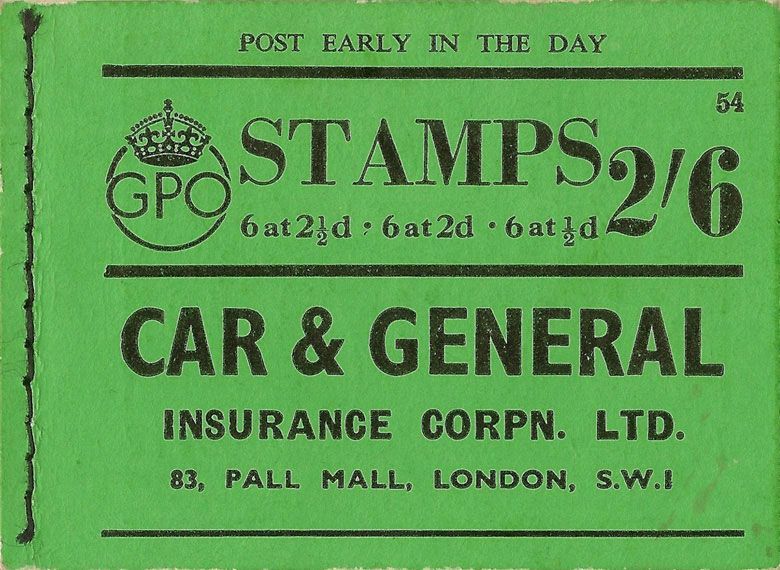 POST EARLY IN THE DAY
54
GPO
STAMPS 2/6
6 at 2½d · 6 at 2d · 6 at ½d
CAR & GENERAL
INSURANCE CORPN. LTD.
83, PALL MALL, LONDON, S.W.1